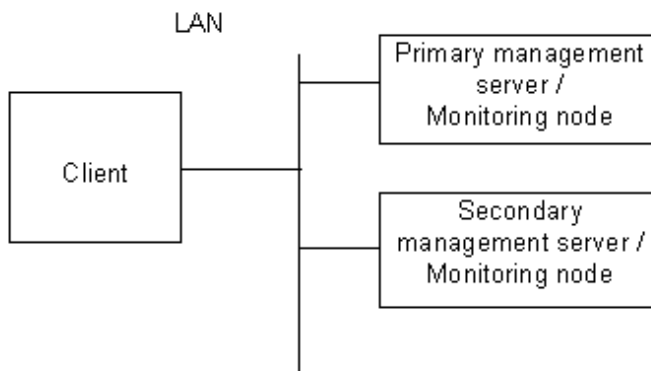 LAN
Primary management
server /
Monitoring node
Client
Secondary
management server /
Monitoring node